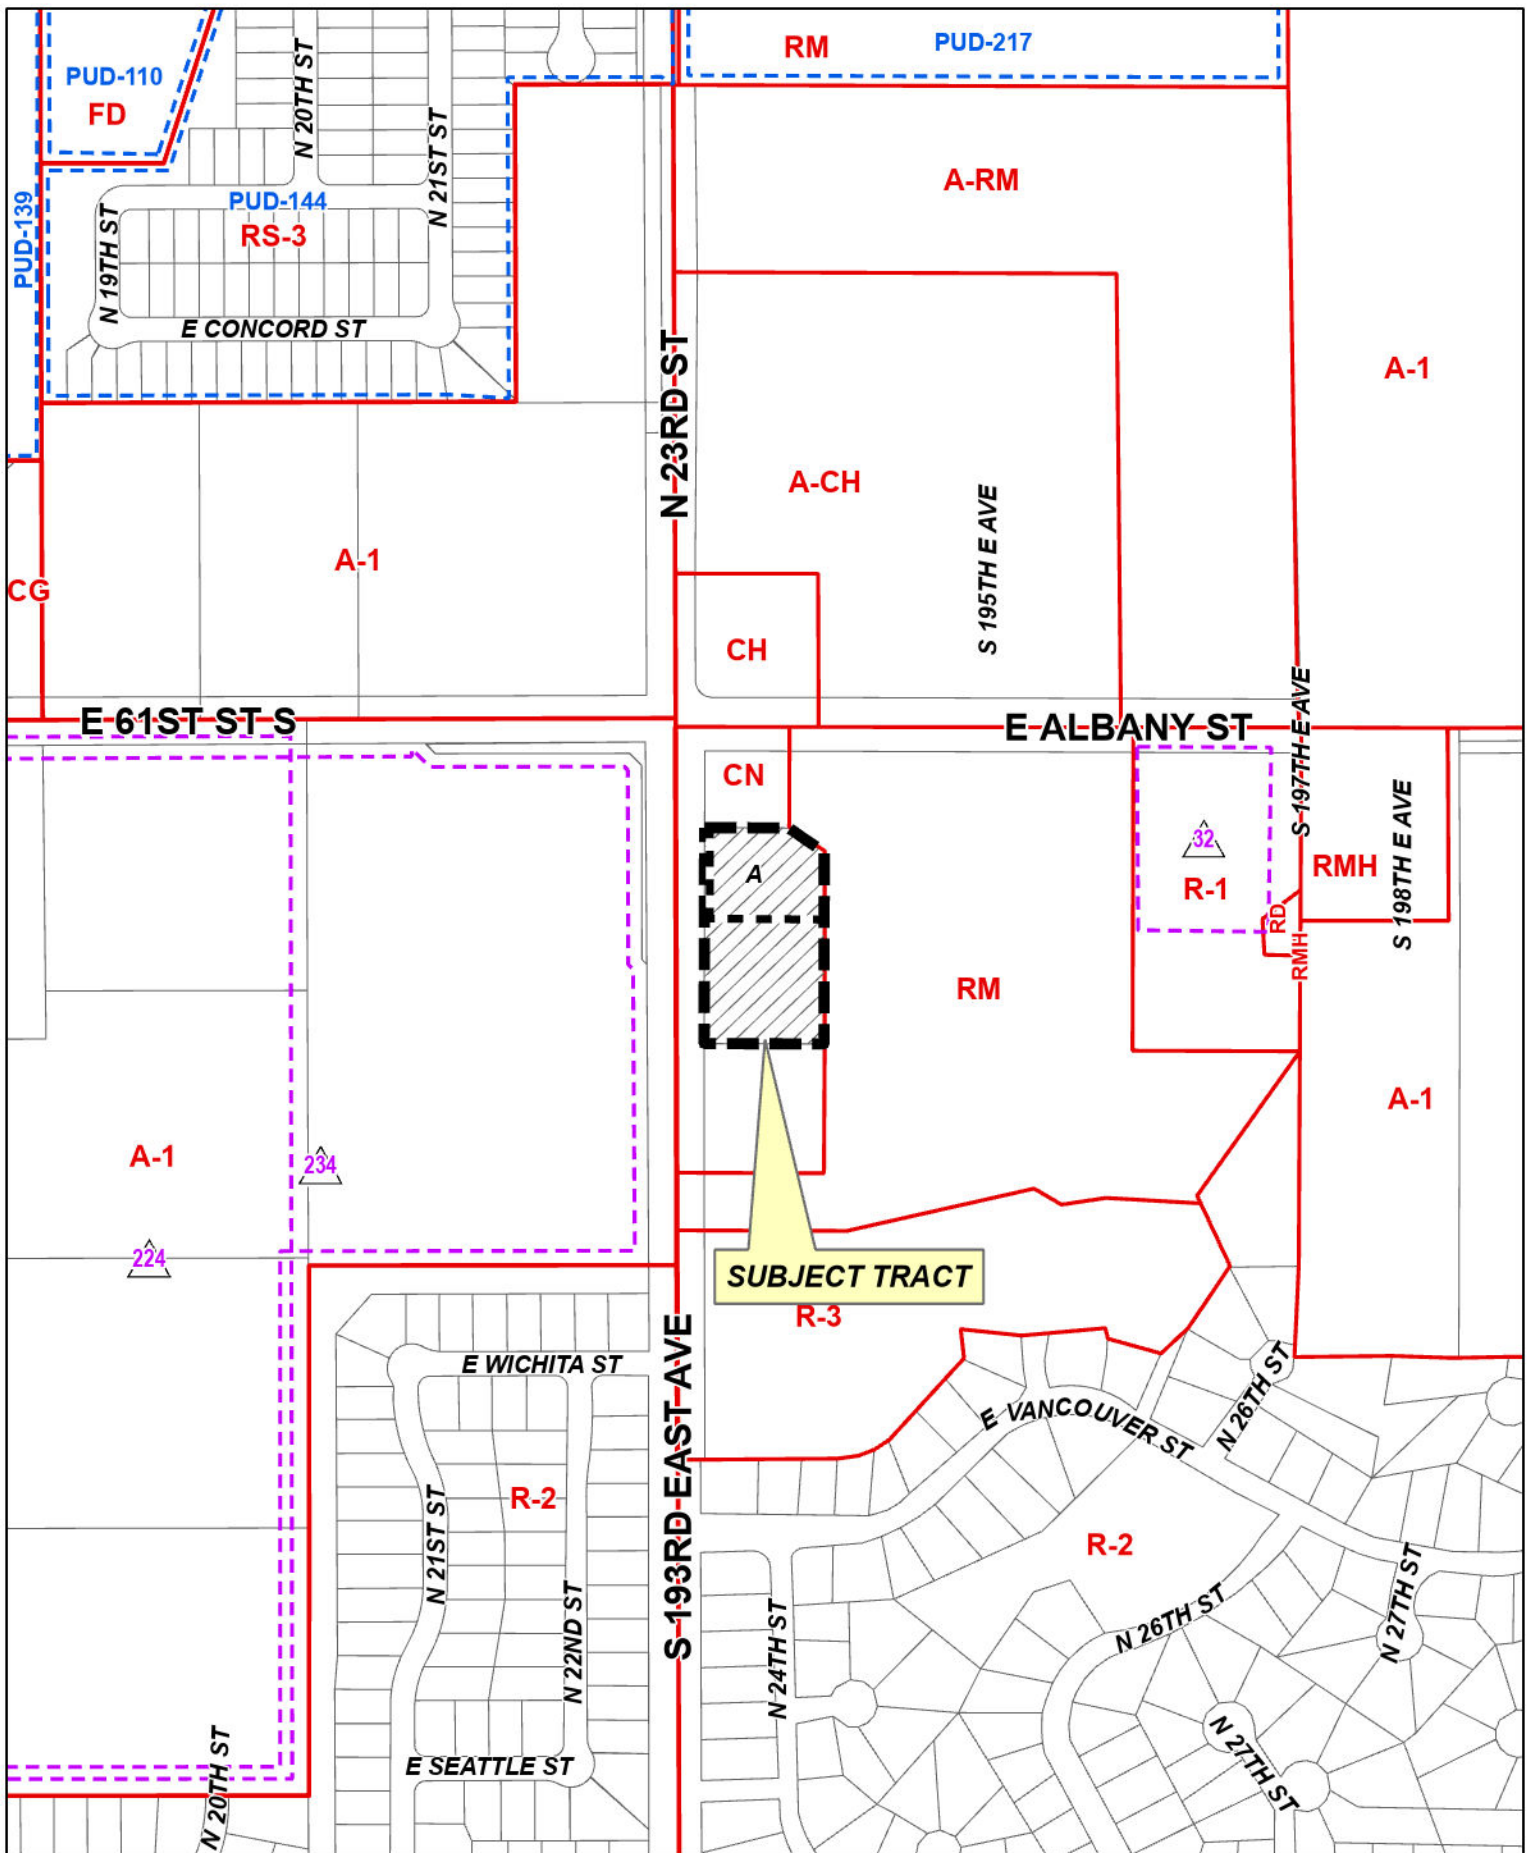 RM
PUD-217
PUD-110
FD
N 20TH ST
N 21ST ST
A-RM
PUD-139
PUD-144
RS-3
N 19TH ST
E CONCORD ST
N 23RD ST
A-1
A-CH
S 195TH E AVE
A-1
CG
CH
S 197TH E AVE
E 61ST ST S
E ALBANY ST
CN
32
R-1
RMH
S 198TH E AVE
A
RD
RMH
RM
A-1
A-1
234
224
SUBJECT TRACT
R-3
S 193RD EAST AVE
E WICHITA ST
E VANCOUVER ST
N 26TH ST
R-2
N 21ST ST
R-2
N 22ND ST
N 24TH ST
N 26TH ST
N 27TH ST
N 27TH ST
E SEATTLE ST
N 20TH ST